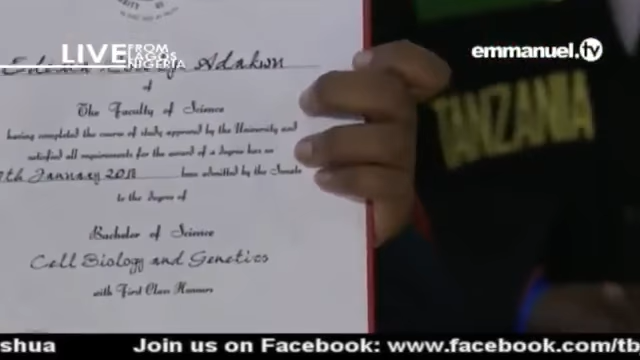 LIVE FROM LAGOS NIGERIA
emmanuel.tv
Adakwn
of
The Faculty of Science
having completed the course of study approved by the University and
satisfied all requirements for the award of a degree has on
th January 201 been admitted by the Senate
to the degree of
Bachelor of Science
Cell Biology and Genetics
with First Class Honours
TANZANIA
shua Join us on Facebook: www.facebook.com/tb